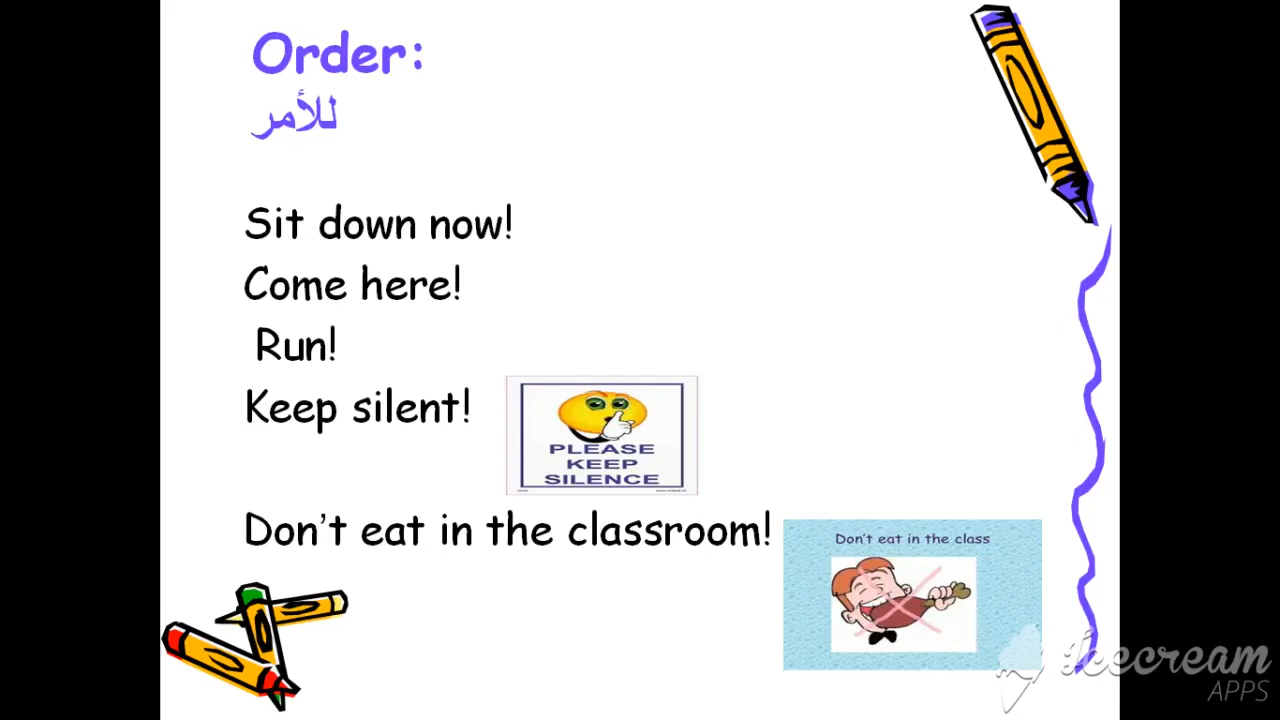 Order:
للأمر
Sit down now!
Come here!
Run!
Keep silent!
PLEASE
KEEP
SILENCE
Don’t eat in the classroom!
Don't eat in the class
Icecream
APPS